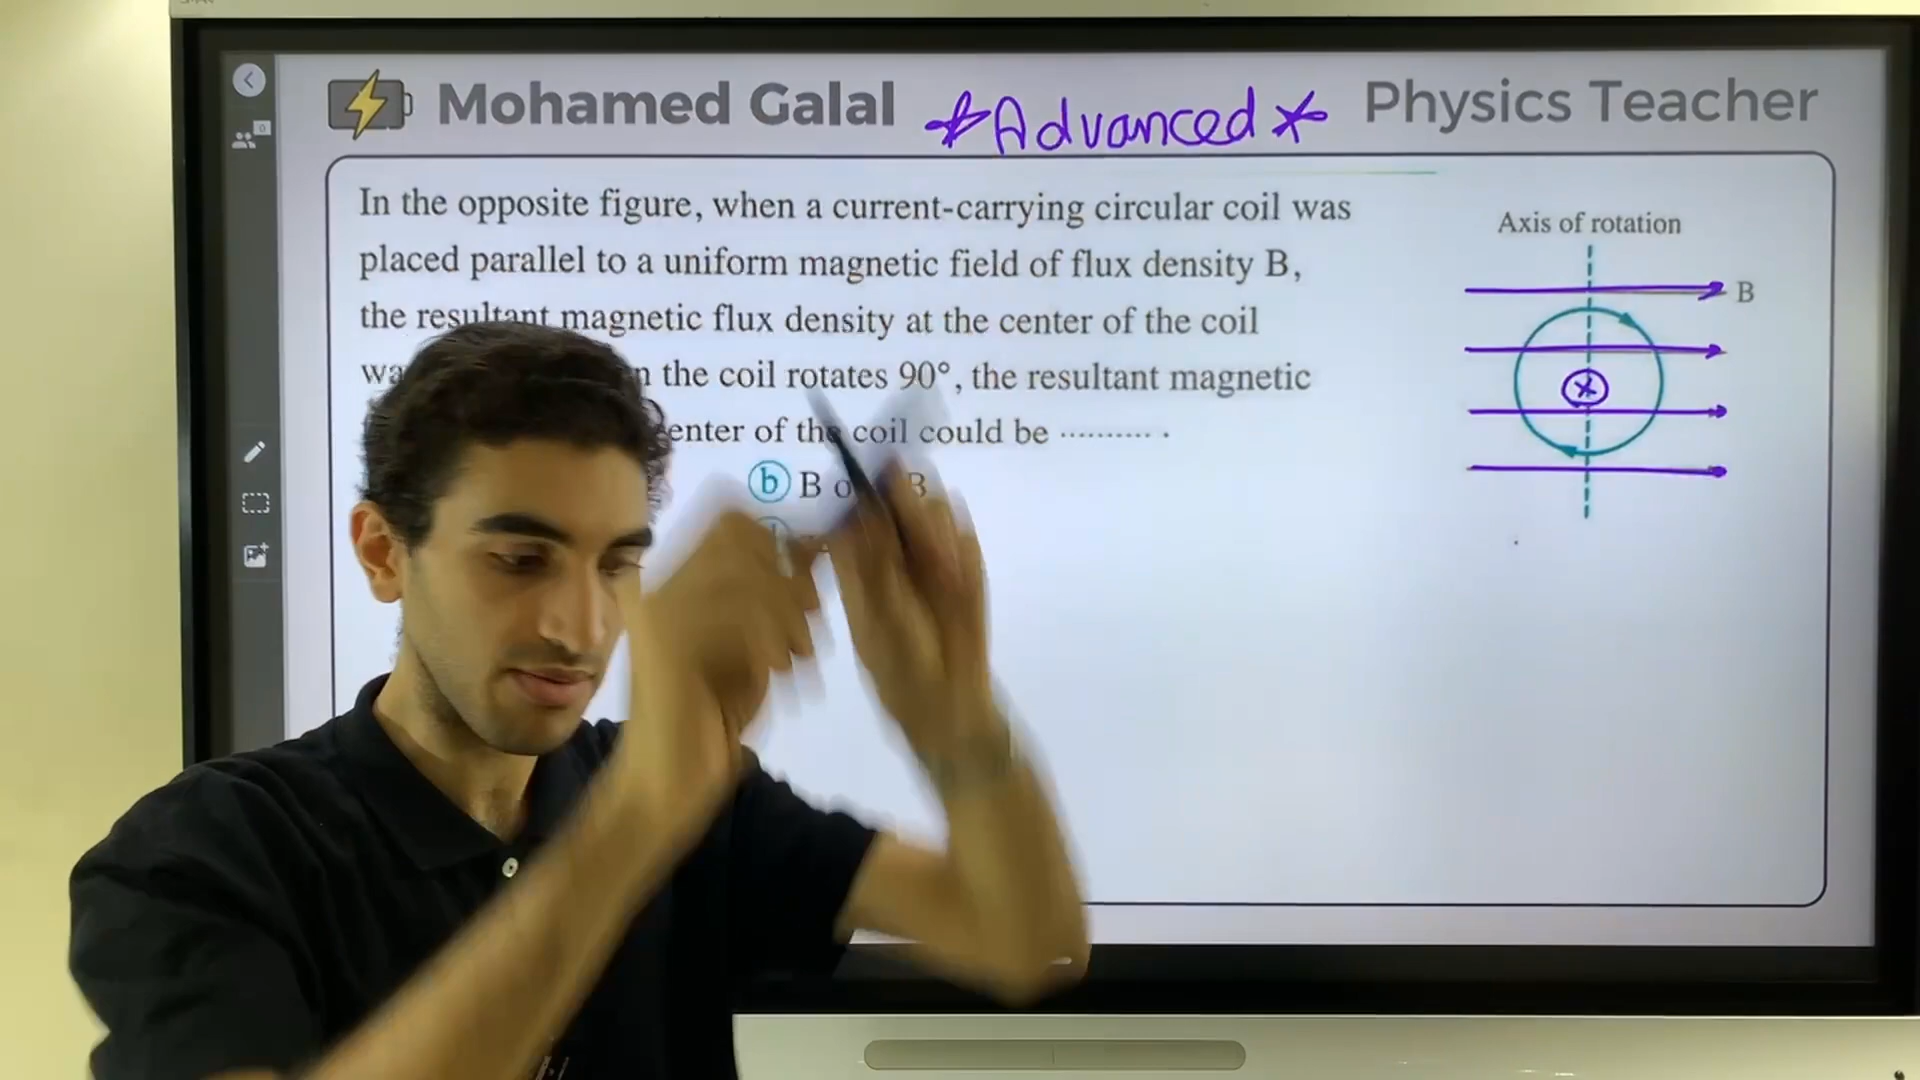 Mohamed Galal
*Advanced*
Physics Teacher
In the opposite figure, when a current-carrying circular coil was
placed parallel to a uniform magnetic field of flux density B,
the resultant magnetic flux density at the center of the coil
the coil rotates 90°, the resultant magnetic
center of the coil could be .......... .
b B
B
Axis of rotation
B
0